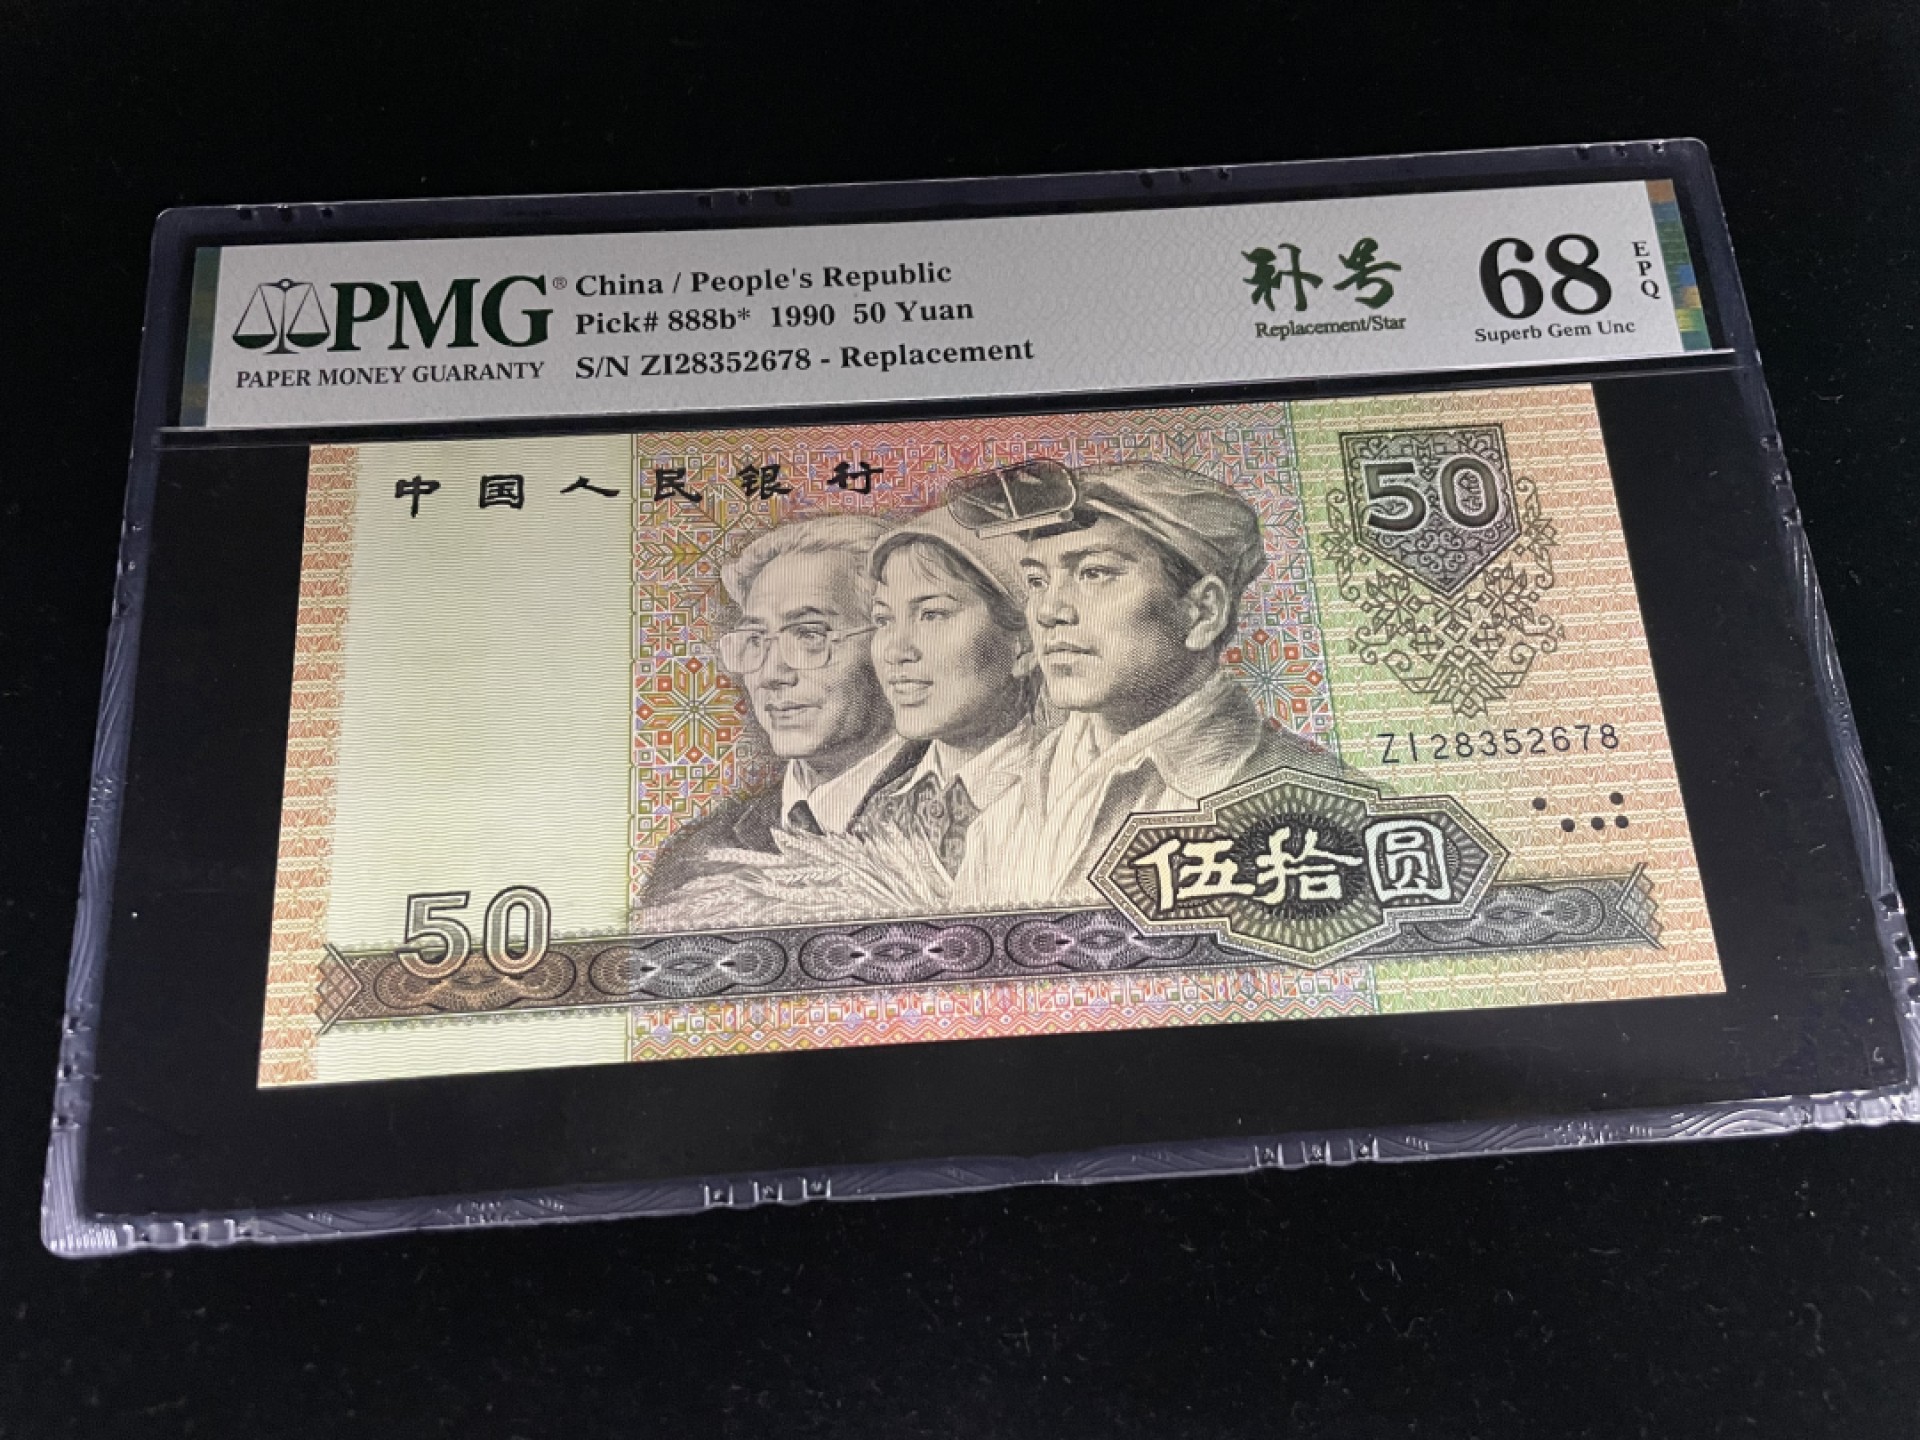 PMG®
PAPER MONEY GUARANTY
China / People's Republic
Pick# 888b* 1990 50 Yuan
S/N ZI28352678 - Replacement
补号
Replacement/Star
68
EPQ
Superb Gem Unc
中国人民银行
50
ZI28352678
伍拾圆
50